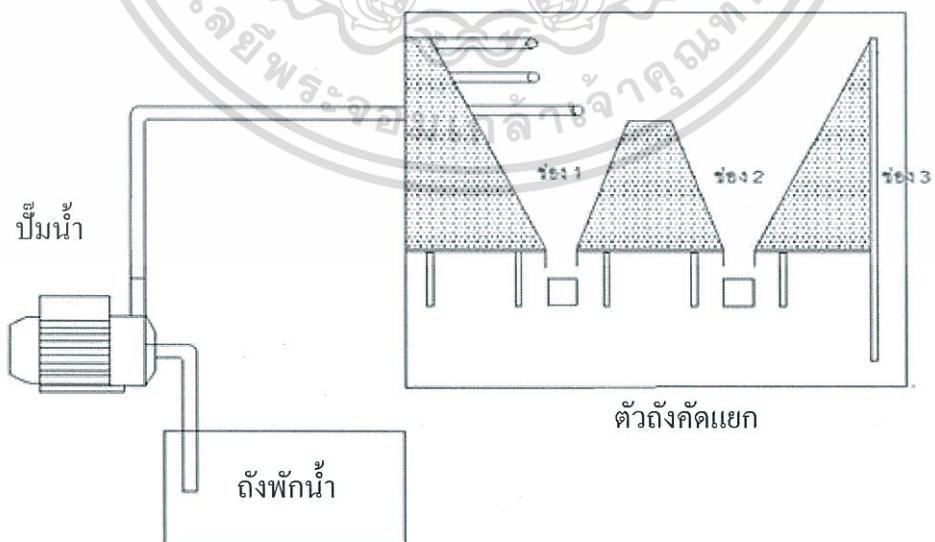 ช่อง 1
ช่อง 2
ช่อง 3
ปั๊มน้ำ
ตัวถังคัดแยก
ถังพักน้ำ